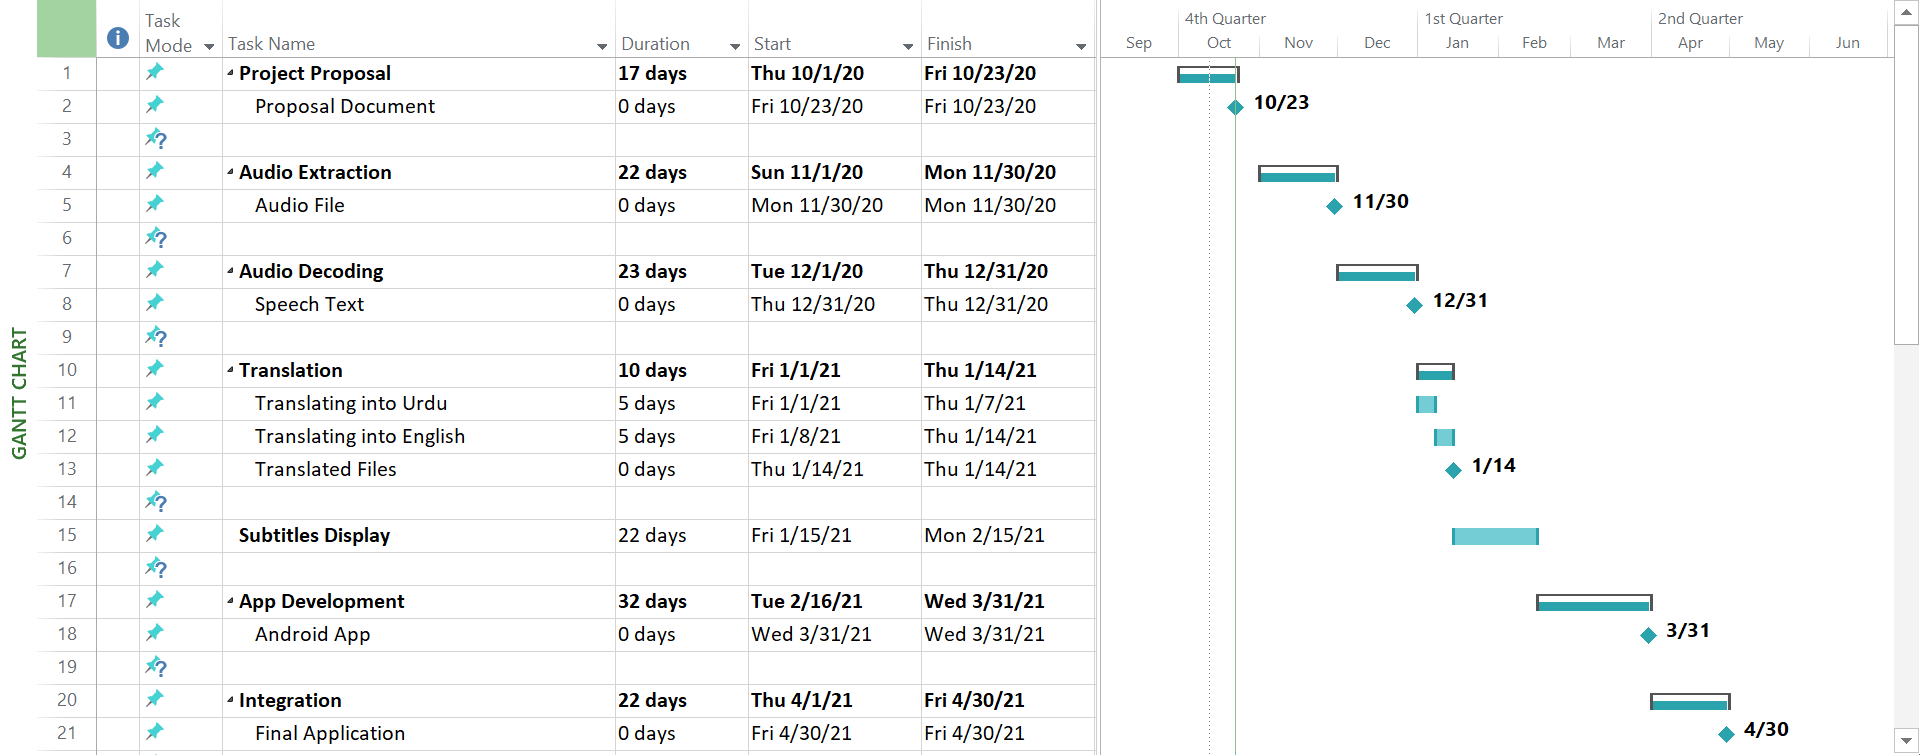 Task Mode Task Name Duration Start Finish
4th Quarter 1st Quarter 2nd Quarter
Sep Oct Nov Dec Jan Feb Mar Apr May Jun
1 Project Proposal 17 days Thu 10/1/20 Fri 10/23/20
2 Proposal Document 0 days Fri 10/23/20 Fri 10/23/20 10/23
3 ?
4 Audio Extraction 22 days Sun 11/1/20 Mon 11/30/20
5 Audio File 0 days Mon 11/30/20 Mon 11/30/20 11/30
6 ?
7 Audio Decoding 23 days Tue 12/1/20 Thu 12/31/20
8 Speech Text 0 days Thu 12/31/20 Thu 12/31/20 12/31
9 ?
10 Translation 10 days Fri 1/1/21 Thu 1/14/21
11 Translating into Urdu 5 days Fri 1/1/21 Thu 1/7/21
12 Translating into English 5 days Fri 1/8/21 Thu 1/14/21
13 Translated Files 0 days Thu 1/14/21 Thu 1/14/21 1/14
14 ?
15 Subtitles Display 22 days Fri 1/15/21 Mon 2/15/21
16 ?
17 App Development 32 days Tue 2/16/21 Wed 3/31/21
18 Android App 0 days Wed 3/31/21 Wed 3/31/21 3/31
19 ?
20 Integration 22 days Thu 4/1/21 Fri 4/30/21
21 Final Application 0 days Fri 4/30/21 Fri 4/30/21 4/30
GANTT CHART